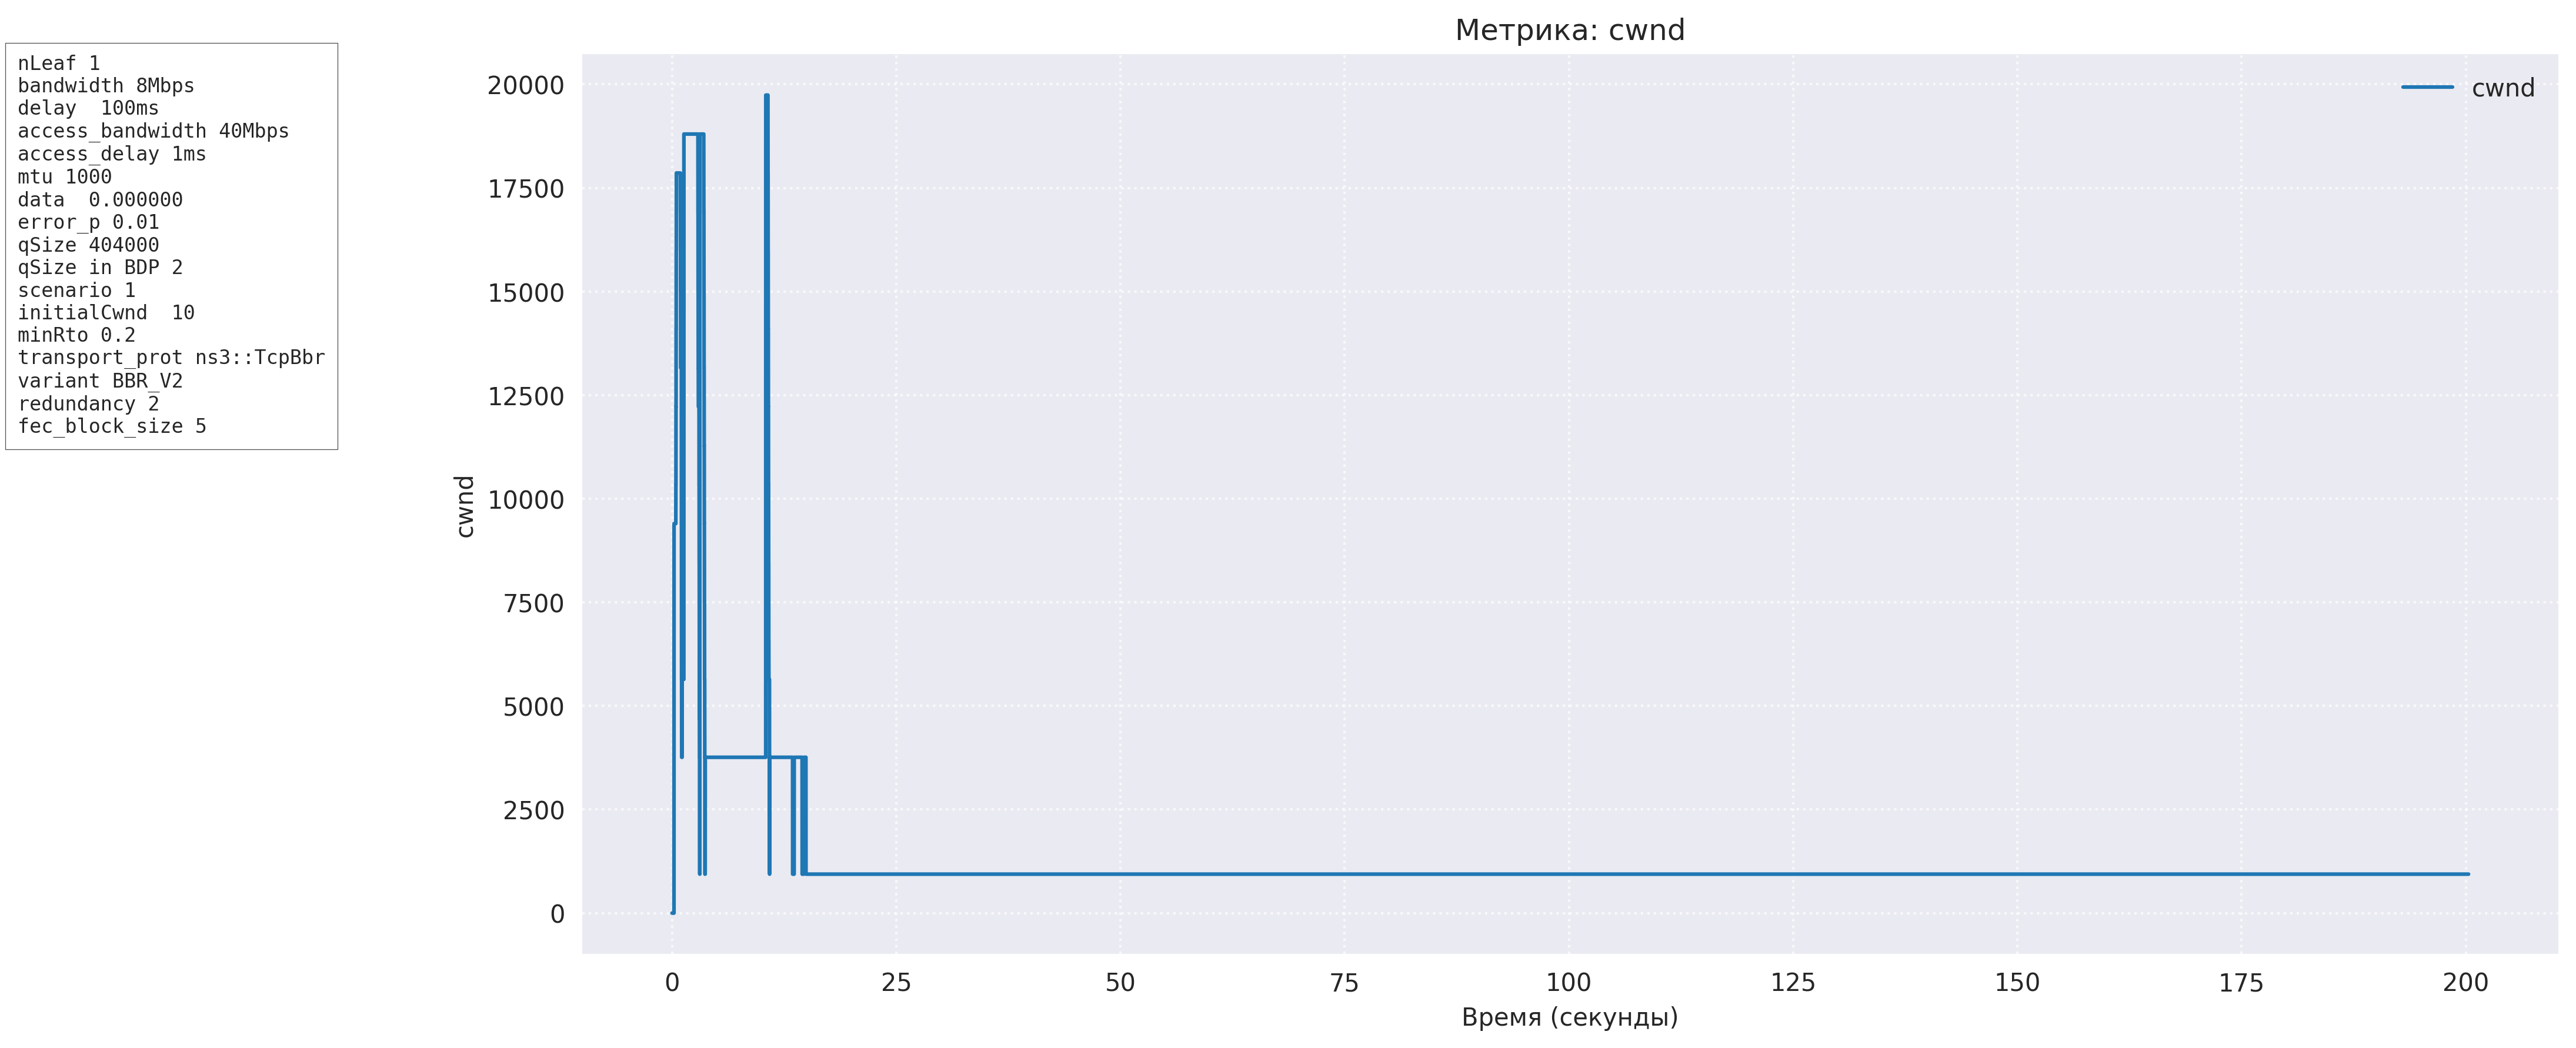 Метрика: cwnd
nLeaf 1
bandwidth 8Mbps
delay  100ms
access_bandwidth 40Mbps
access_delay 1ms
mtu 1000
data  0.000000
error_p 0.01
qSize 404000
qSize in BDP 2
scenario 1
initialCwnd  10
minRto 0.2
transport_prot ns3::TcpBbr
variant BBR_V2
redundancy 2
fec_block_size 5
cwnd
20000
17500
15000
12500
10000
7500
5000
2500
0
cwnd
0 25 50 75 100 125 150 175 200
Время (секунды)